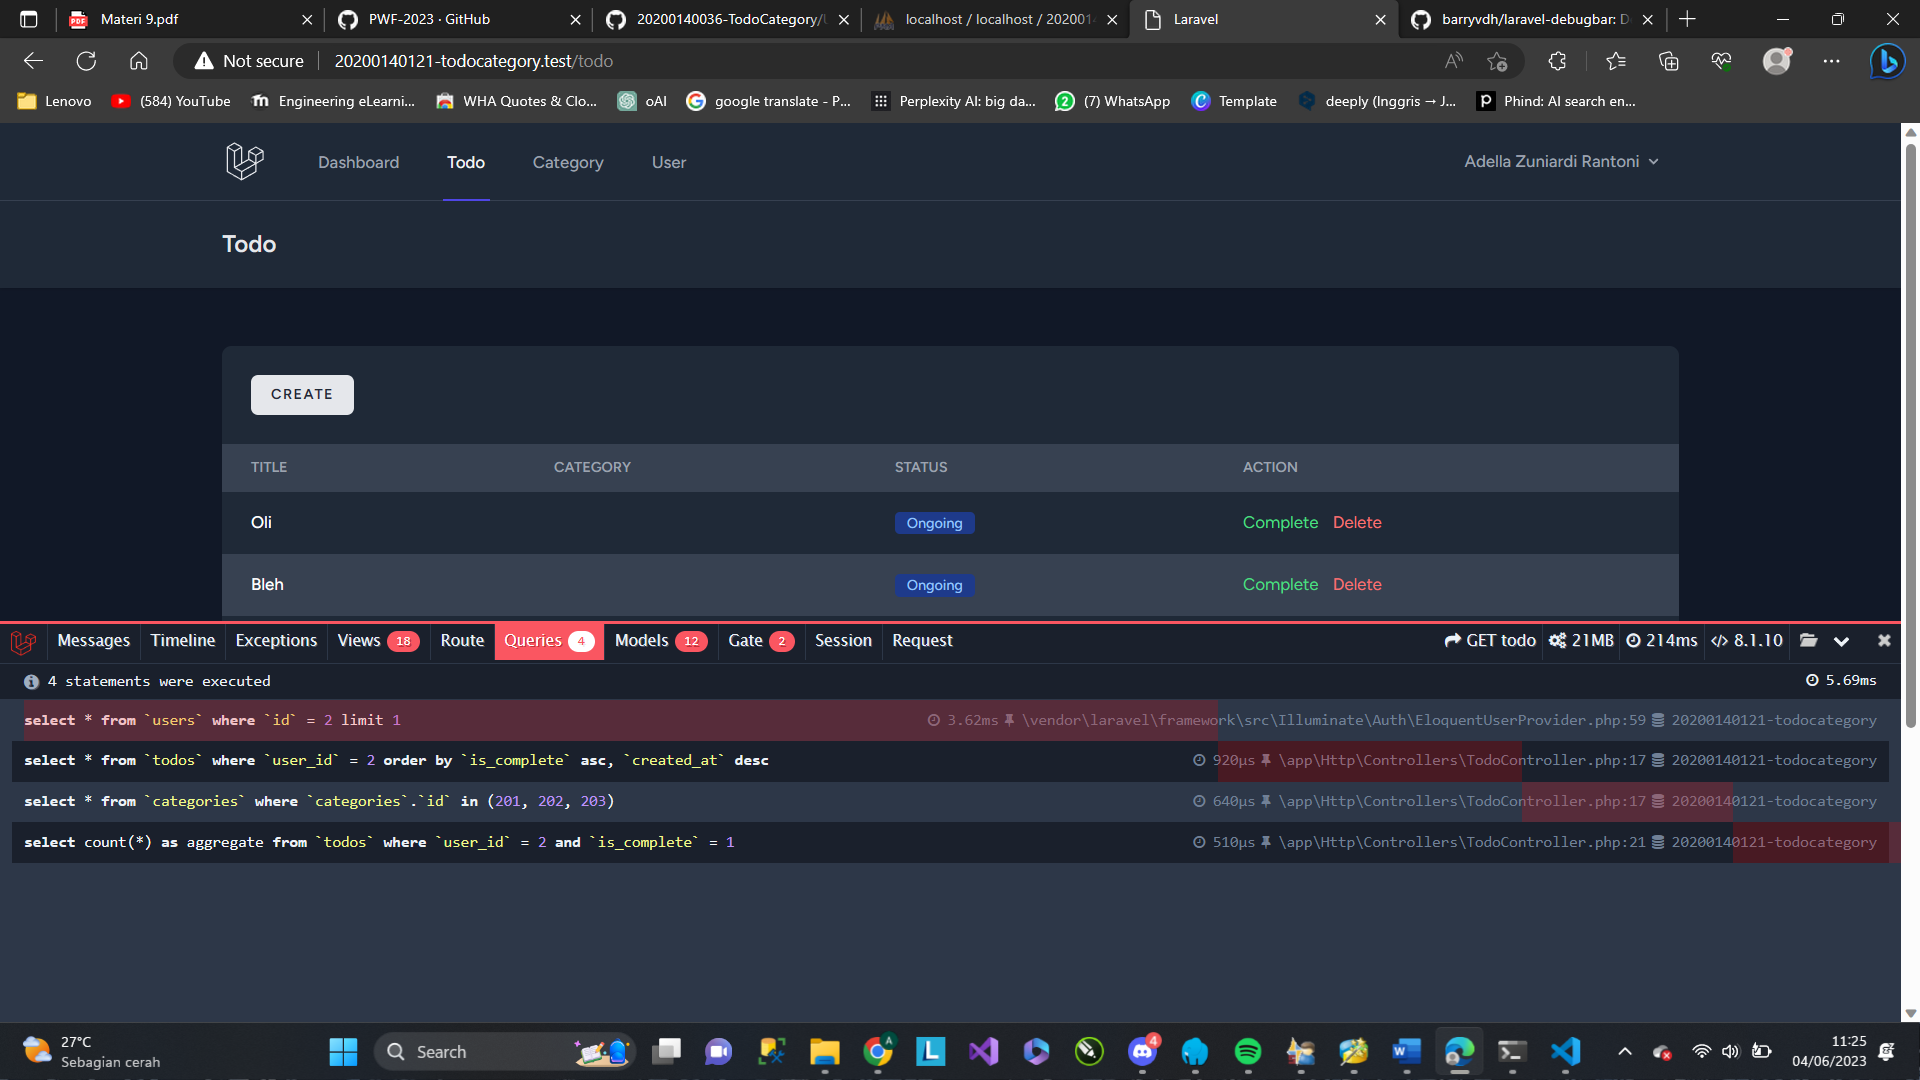 Materi 9.pdf
PWF-2023 · GitHub
20200140036-TodoCategory/
localhost / localhost / 202001
Laravel
barryvdh/laravel-debugbar: D
Not secure
20200140121-todocategory.test/todo
Lenovo
(584) YouTube
Engineering eLearni...
WHA Quotes & Clo...
oAI
google translate - P...
Perplexity AI: big da...
(7) WhatsApp
Template
deeply (Inggris → J...
Phind: AI search en...
Dashboard
Todo
Category
User
Adella Zuniardi Rantoni
Todo
CREATE
TITLE CATEGORY STATUS ACTION
Oli Ongoing Complete Delete
Bleh Ongoing Complete Delete
Messages Timeline Exceptions Views 18 Route Queries 4 Models 12 Gate 2 Session Request GET todo 21MB 214ms 8.1.10
4 statements were executed 5.69ms
select * from `users` where `id` = 2 limit 1 3.62ms \vendor\laravel\framework\src\Illuminate\Auth\EloquentUserProvider.php:59 20200140121-todocategory
select * from `todos` where `user_id` = 2 order by `is_complete` asc, `created_at` desc 920μs \app\Http\Controllers\TodoController.php:17 20200140121-todocategory
select * from `categories` where `categories`.`id` in (201, 202, 203) 640μs \app\Http\Controllers\TodoController.php:17 20200140121-todocategory
select count(*) as aggregate from `todos` where `user_id` = 2 and `is_complete` = 1 510μs \app\Http\Controllers\TodoController.php:21 20200140121-todocategory
27°C
Sebagian cerah
Search
4
11:25
04/06/2023